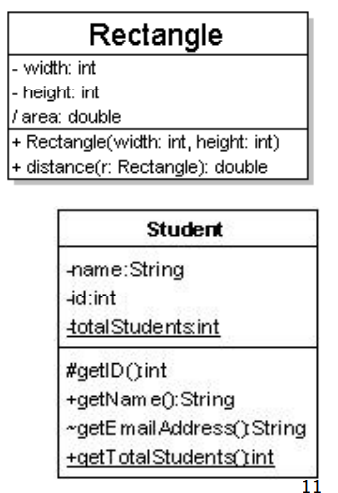 Rectangle
- width: int
- height: int
/ area: double
+ Rectangle(width: int, height: int)
+ distance(r: Rectangle): double
Student
-name:String
-id:int
-totalStudents:int
#getID():int
+getName():String
~getEmailAddress():String
+getTotalStudents():int
11